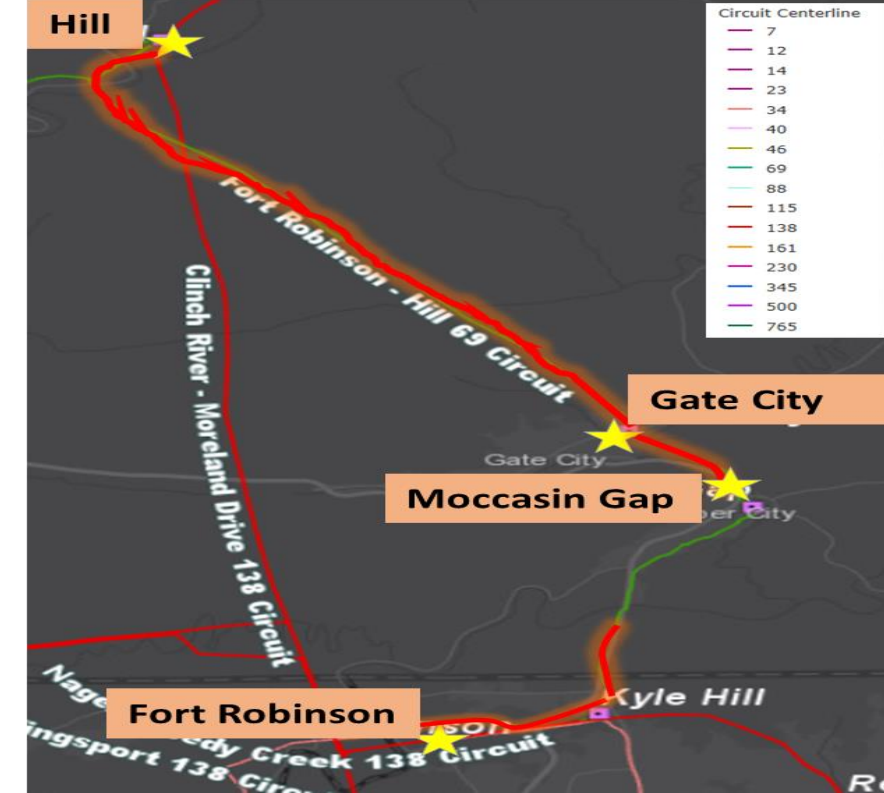 Hill
Circuit Centerline
7
12
14
23
34
40
46
69
88
115
138
161
230
345
500
765
Fort Robinson - Hill 69 Circuit
Clinch River - Moreland Drive 138 Circuit
Gate City
Gate City
Moccasin Gap
City
Kyle Hill
Fort Robinson
Creek 138 Circuit
138